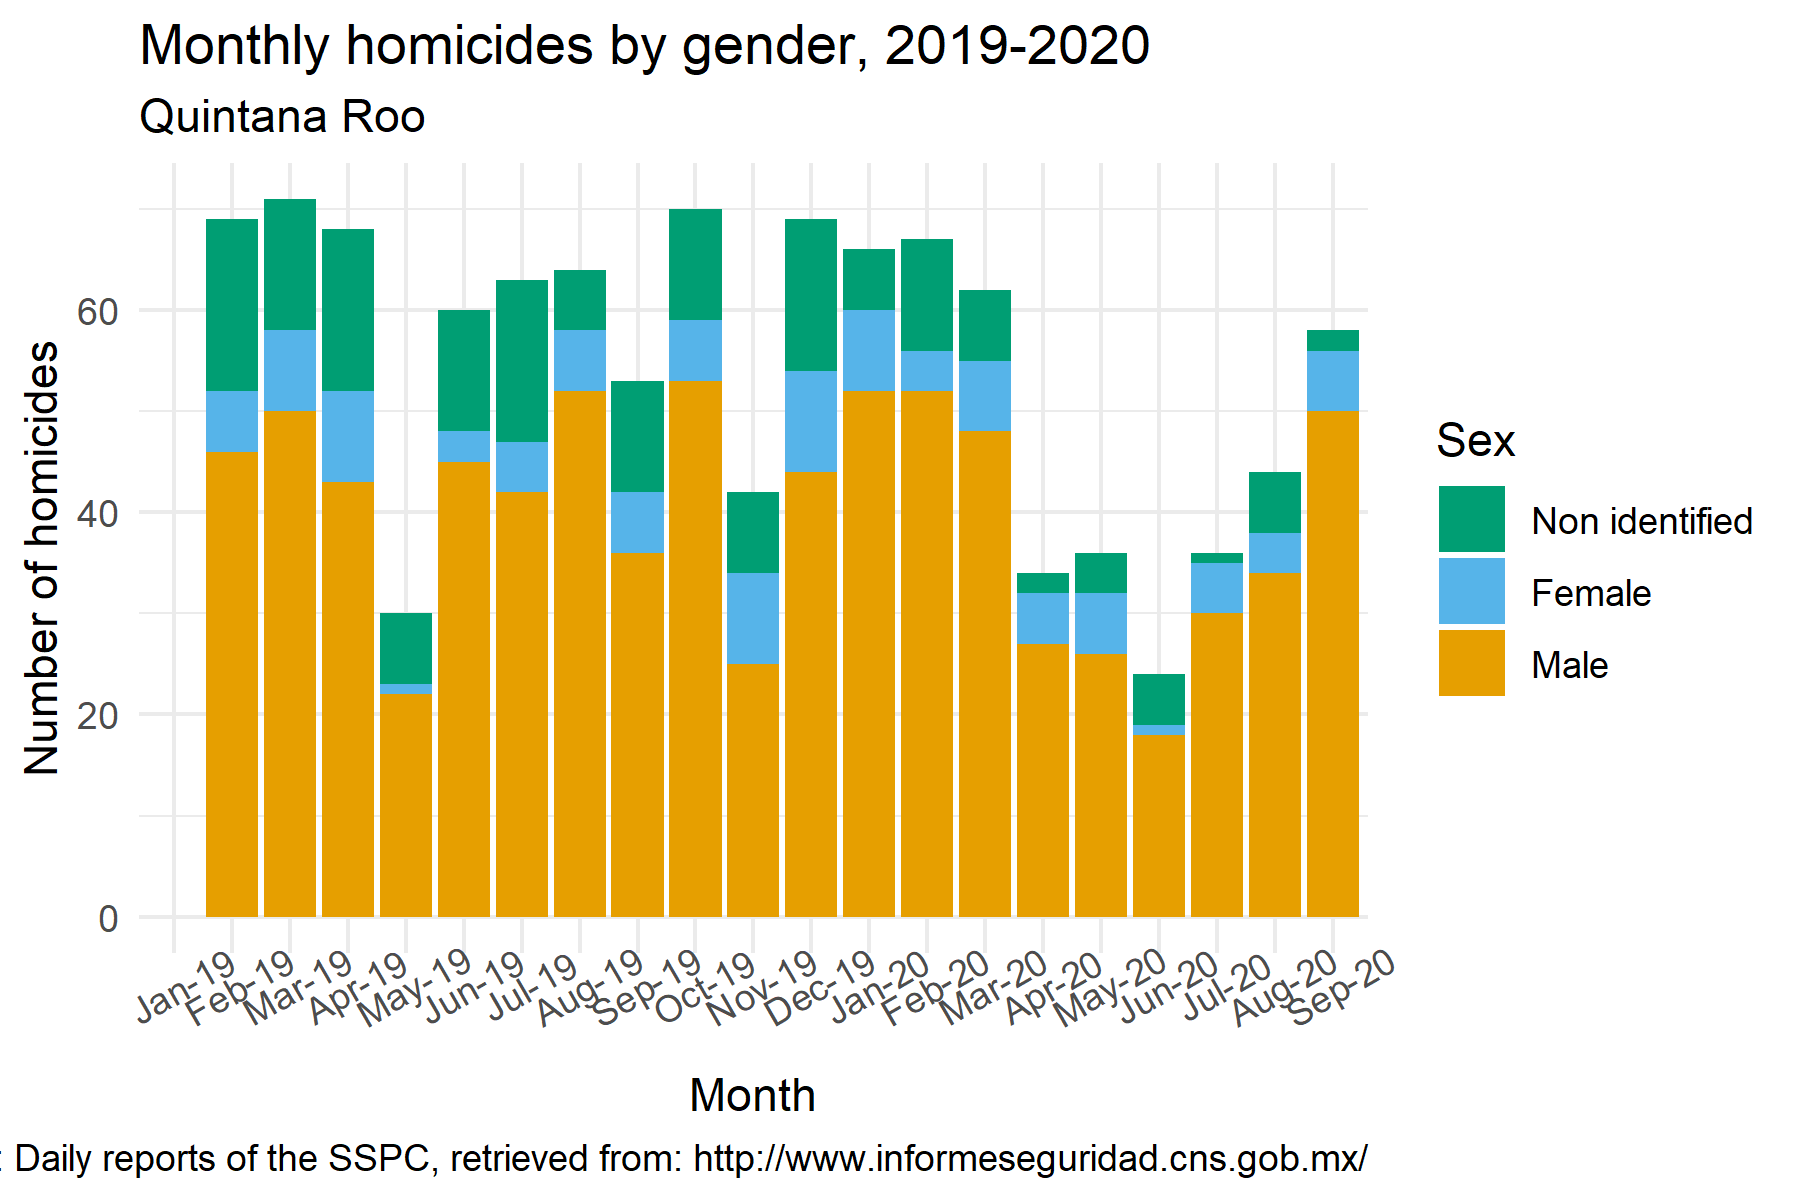 Monthly homicides by gender, 2019-2020
Quintana Roo
Number of homicides
60
40
20
0
Jan-19
Feb-19
Mar-19
Apr-19
May-19
Jun-19
Jul-19
Aug-19
Sep-19
Oct-19
Nov-19
Dec-19
Jan-20
Feb-20
Mar-20
Apr-20
May-20
Jun-20
Jul-20
Aug-20
Sep-20
Month
Sex
Non identified
Female
Male
: Daily reports of the SSPC, retrieved from: http://www.informeseguridad.cns.gob.mx/